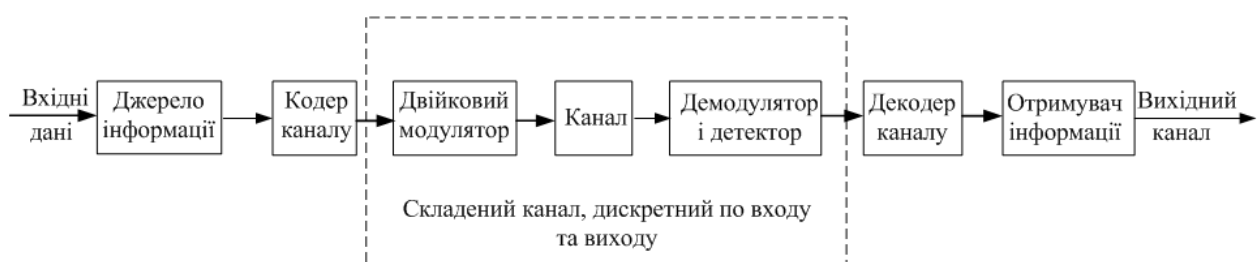 Вхідні
дані
Джерело
інформації
Кодер
каналу
Двійковий
модулятор
Канал
Демодулятор
і детектор
Декодер
каналу
Отримувач
інформації
Вихідний
канал
Складений канал, дискретний по входу
та виходу